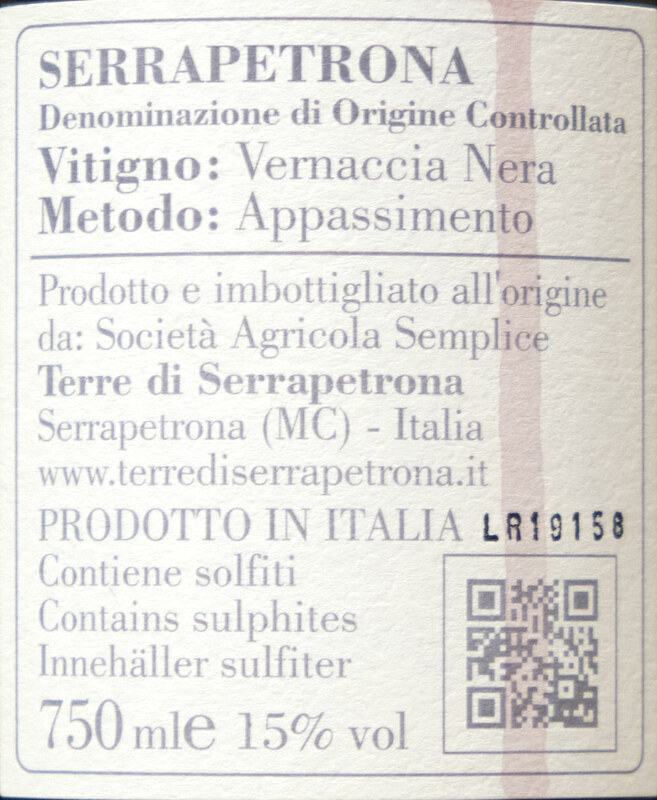 SERRAPETRONA
Denominazione di Origine Controllata
Vitigno: Vernaccia Nera
Metodo: Appassimento
Prodotto e imbottigliato all'origine
da: Società Agricola Semplice
Terre di Serrapetrona
Serrapetrona (MC) - Italia
www.terrediserrapetrona.it
PRODOTTO IN ITALIA LR19158
Contiene solfiti
Contains sulphites
Innehäller sulfiter
750 mle 15% vol